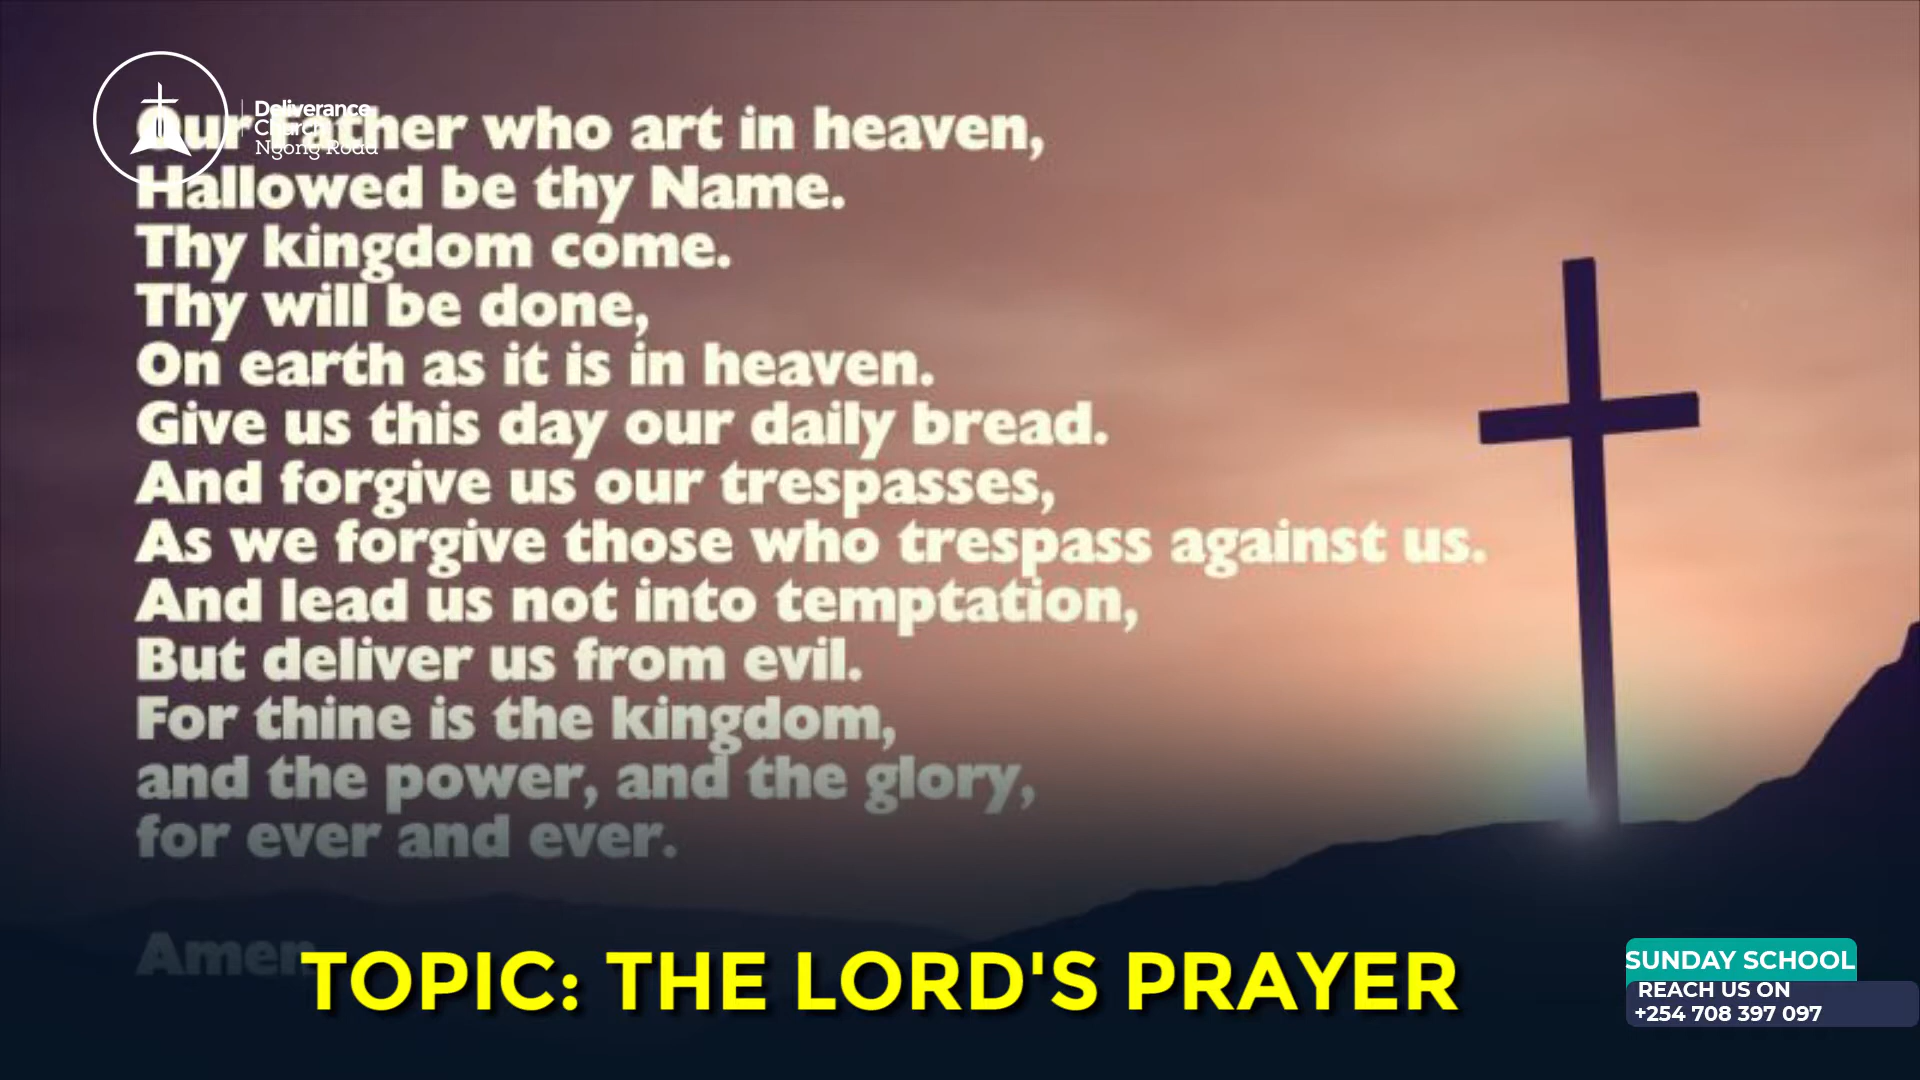 Deliverance
Church
Ngong Road
Our Father who art in heaven,
Hallowed be thy Name.
Thy kingdom come.
Thy will be done,
On earth as it is in heaven.
Give us this day our daily bread.
And forgive us our trespasses,
As we forgive those who trespass against us.
And lead us not into temptation,
But deliver us from evil.
For thine is the kingdom,
and the power, and the glory,
for ever and ever.
Amen
TOPIC: THE LORD'S PRAYER
SUNDAY SCHOOL
REACH US ON
+254 708 397 097